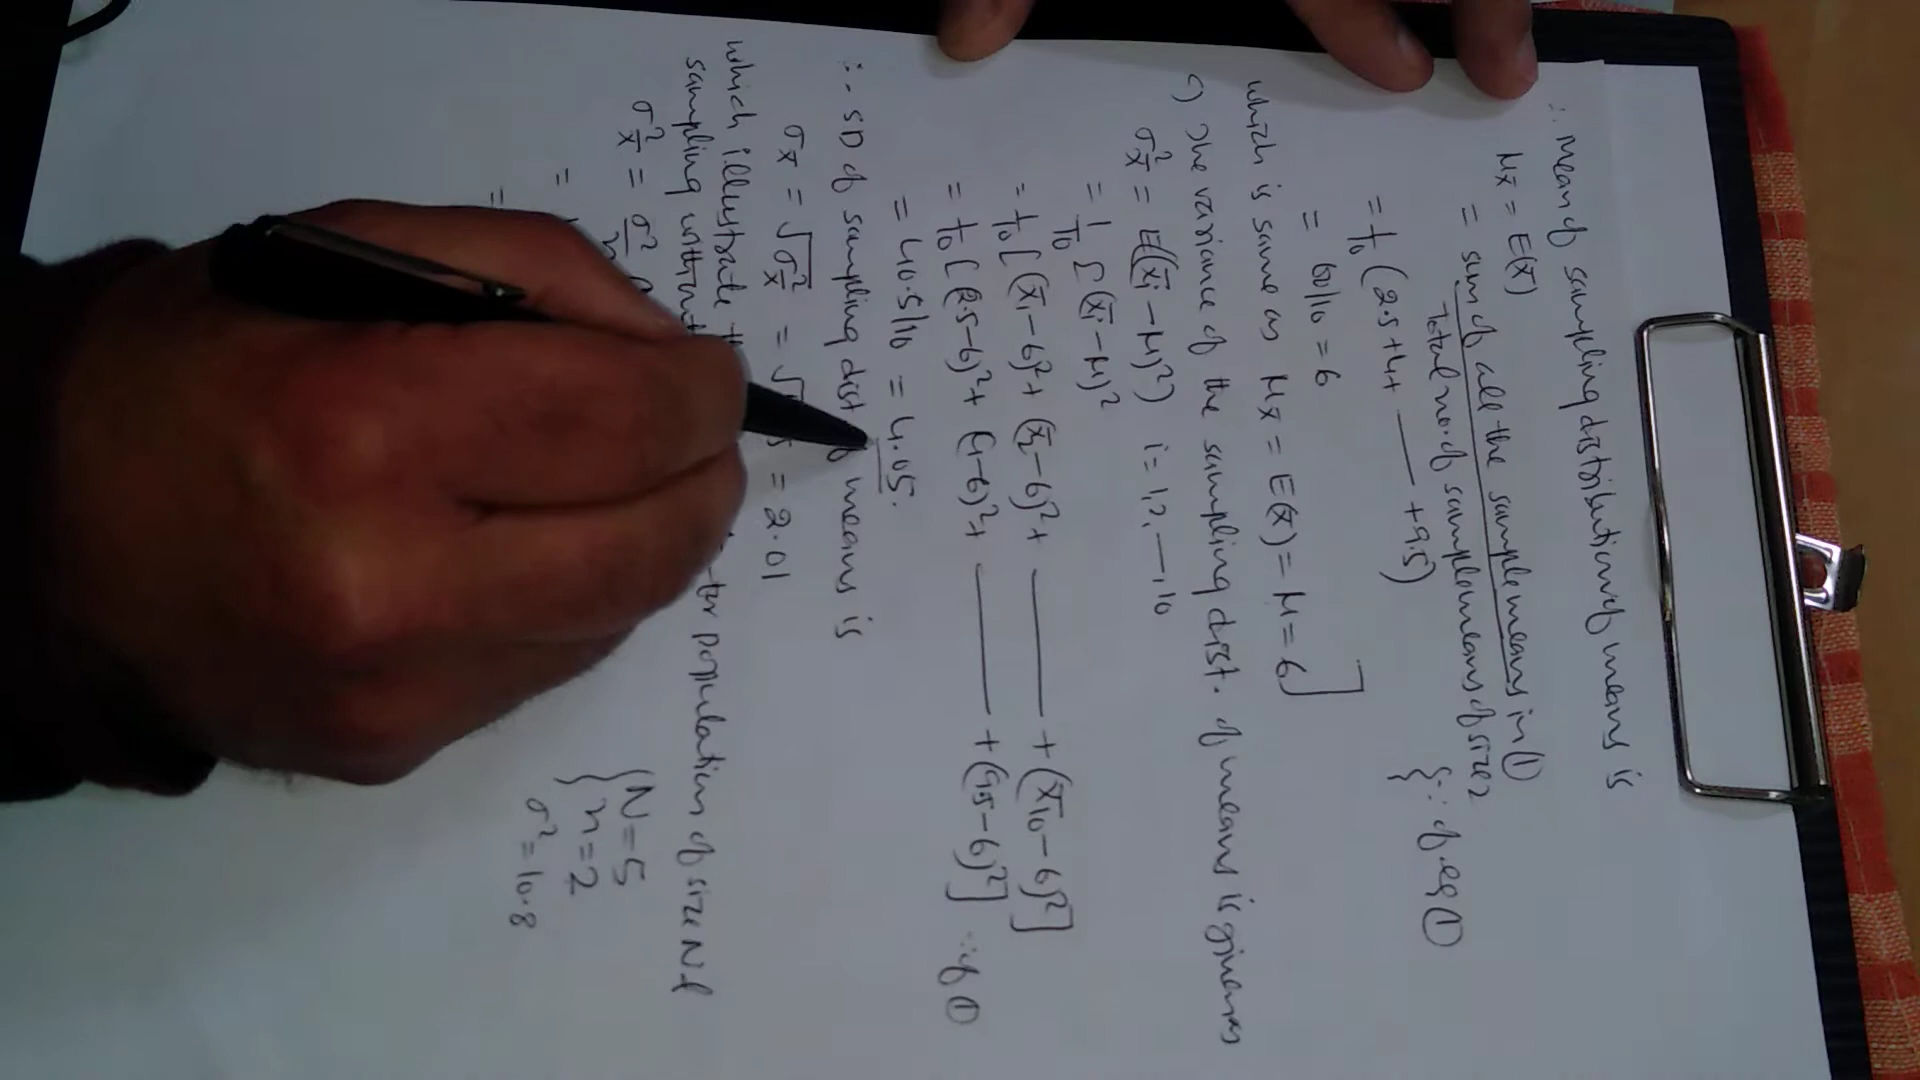 ∴ Mean of sampling distribution of means is
μx̄ = E(x̄)
= sum of all the sample means in ①
Total no. of sample means of size 2
= 1/10 (2.5+4+ —— +9.5) {∵ of eq ①
= 60/10 = 6
which is same as μx̄ = E(x̄) = μ = 6]
c) The variance of the sampling dist. of means is given as
σ²x̄ = E((x̄i − μ)²) i = 1,2,—,10
= 1/10 Σ(x̄i − μ)²
= 1/10 [(x̄1 − 6)² + (x̄2 − 6)² + —— + (x̄10 − 6)²]
= 1/10 [(2.5−6)² + (4−6)² + —— + (9.5−6)²] ∵ of ①
= 40.5/10 = 4.05.
∴ SD of sampling dist of means is
σx̄ = √σ²x̄ = √ = 2.01
which illustrate
sampling without population of size N &
σ²x̄ = σ²/n {N = 5
= n = 2
= σ² = 10.8